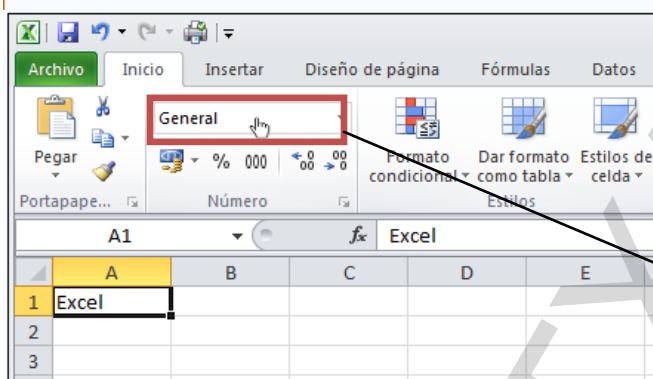 Archivo Inicio Insertar Diseño de página Fórmulas Datos
General
Pegar % 000 Formato condicional Dar formato como tabla Estilos de celda
Portapape... Número Estilos
A1 fx Excel
A B C D E
1 Excel
2
3